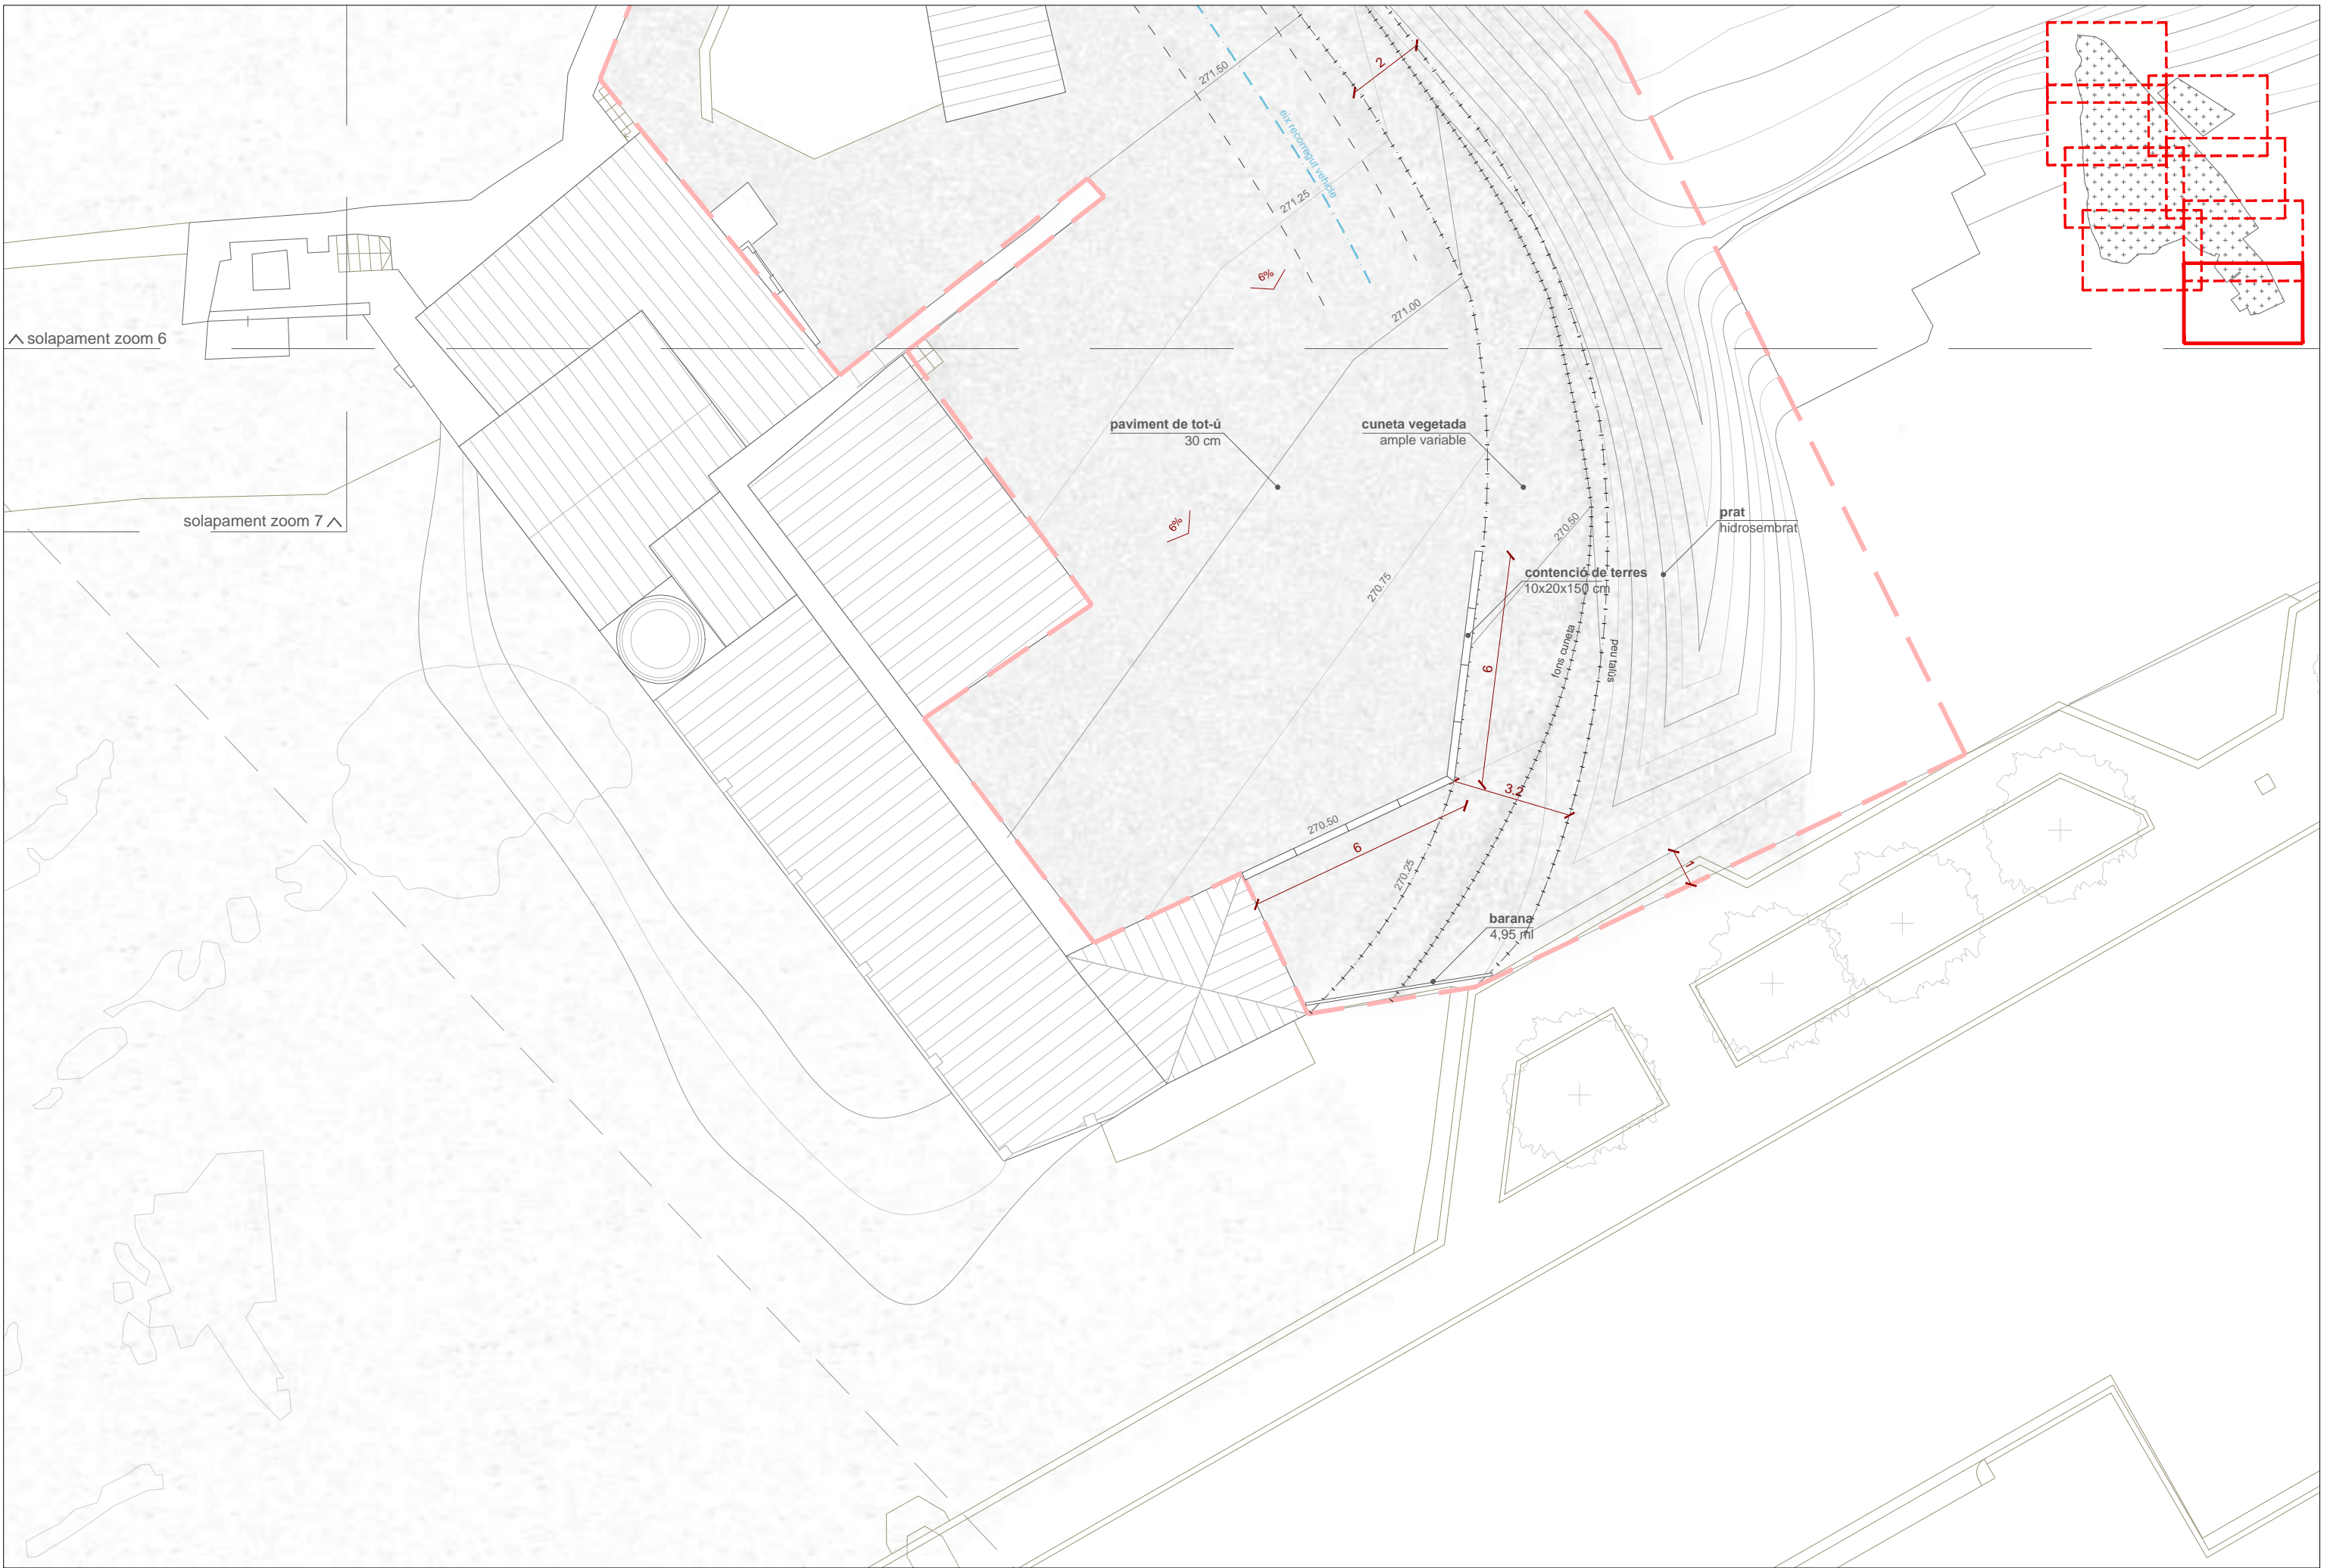 2
271.50
eix recorregut vehicle
271.25
6%
271.00
solapament zoom 6
paviment de tot-ú
30 cm
cuneta vegetada
ample variable
solapament zoom 7
6%
270.50
prat
hidrosembrat
contenció de terres
10x20x150 cm
270.75
fons cuneta
peu talús
6
3.2
270.50
6
270.25
1
barana
4,95 ml